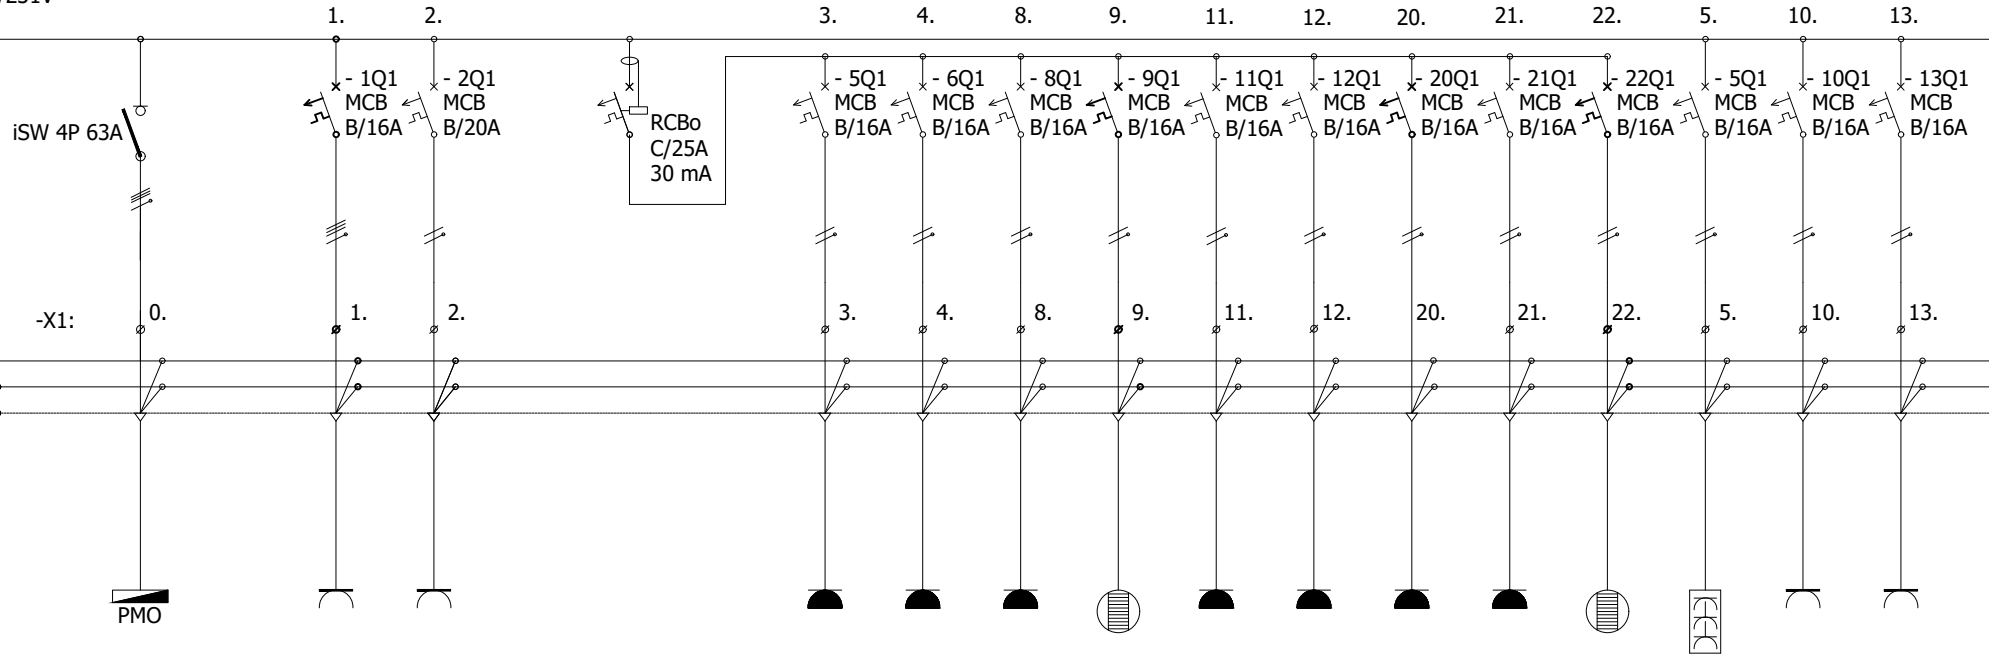 1. 2. 3. 4. 8. 9. 11. 12. 20. 21. 22. 5. 10. 13.
iSW 4P 63A
- 1Q1
MCB
B/16A
- 2Q1
MCB
B/20A
RCBo
C/25A
30 mA
- 5Q1
MCB
B/16A
- 6Q1
MCB
B/16A
- 8Q1
MCB
B/16A
- 9Q1
MCB
B/16A
- 11Q1
MCB
B/16A
- 12Q1
MCB
B/16A
- 20Q1
MCB
B/16A
- 21Q1
MCB
B/16A
- 22Q1
MCB
B/16A
- 5Q1
MCB
B/16A
- 10Q1
MCB
B/16A
- 13Q1
MCB
B/16A
-X1: 0. 1. 2. 3. 4. 8. 9. 11. 12. 20. 21. 22. 5. 10. 13.
PMO